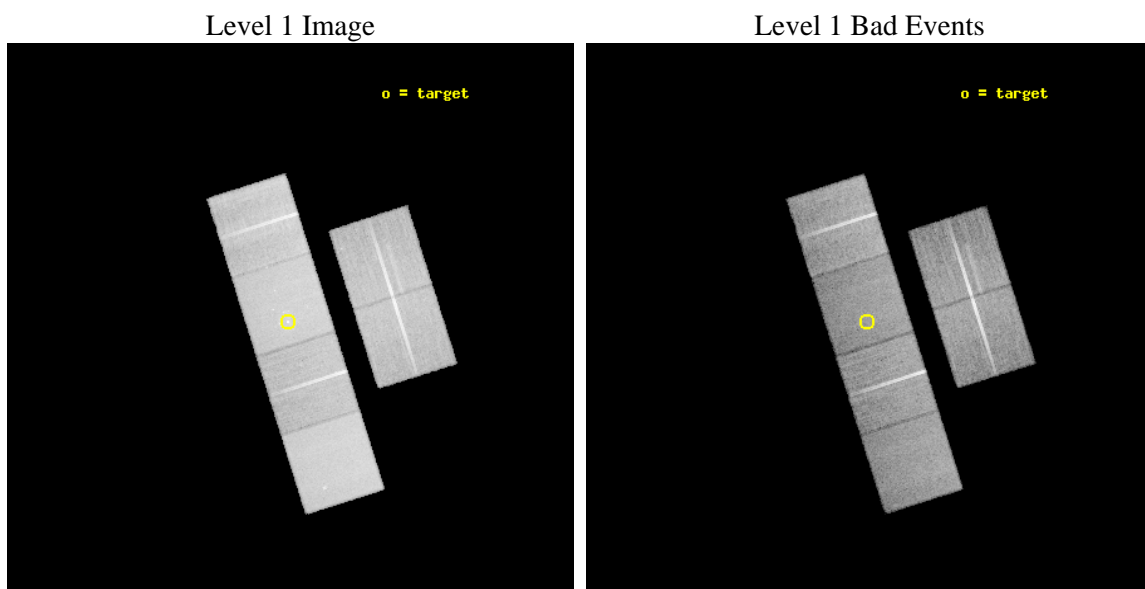 Level 1 Image
Level 1 Bad Events
o = target
o = target